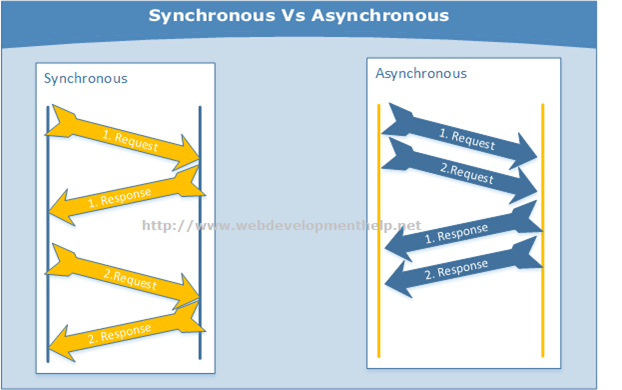 Synchronous Vs Asynchronous
Synchronous
1. Request
1. Response
2.Request
2. Response
Asynchronous
1. Request
2.Request
1. Response
2. Response
http://www.webdevelopmenthelp.net